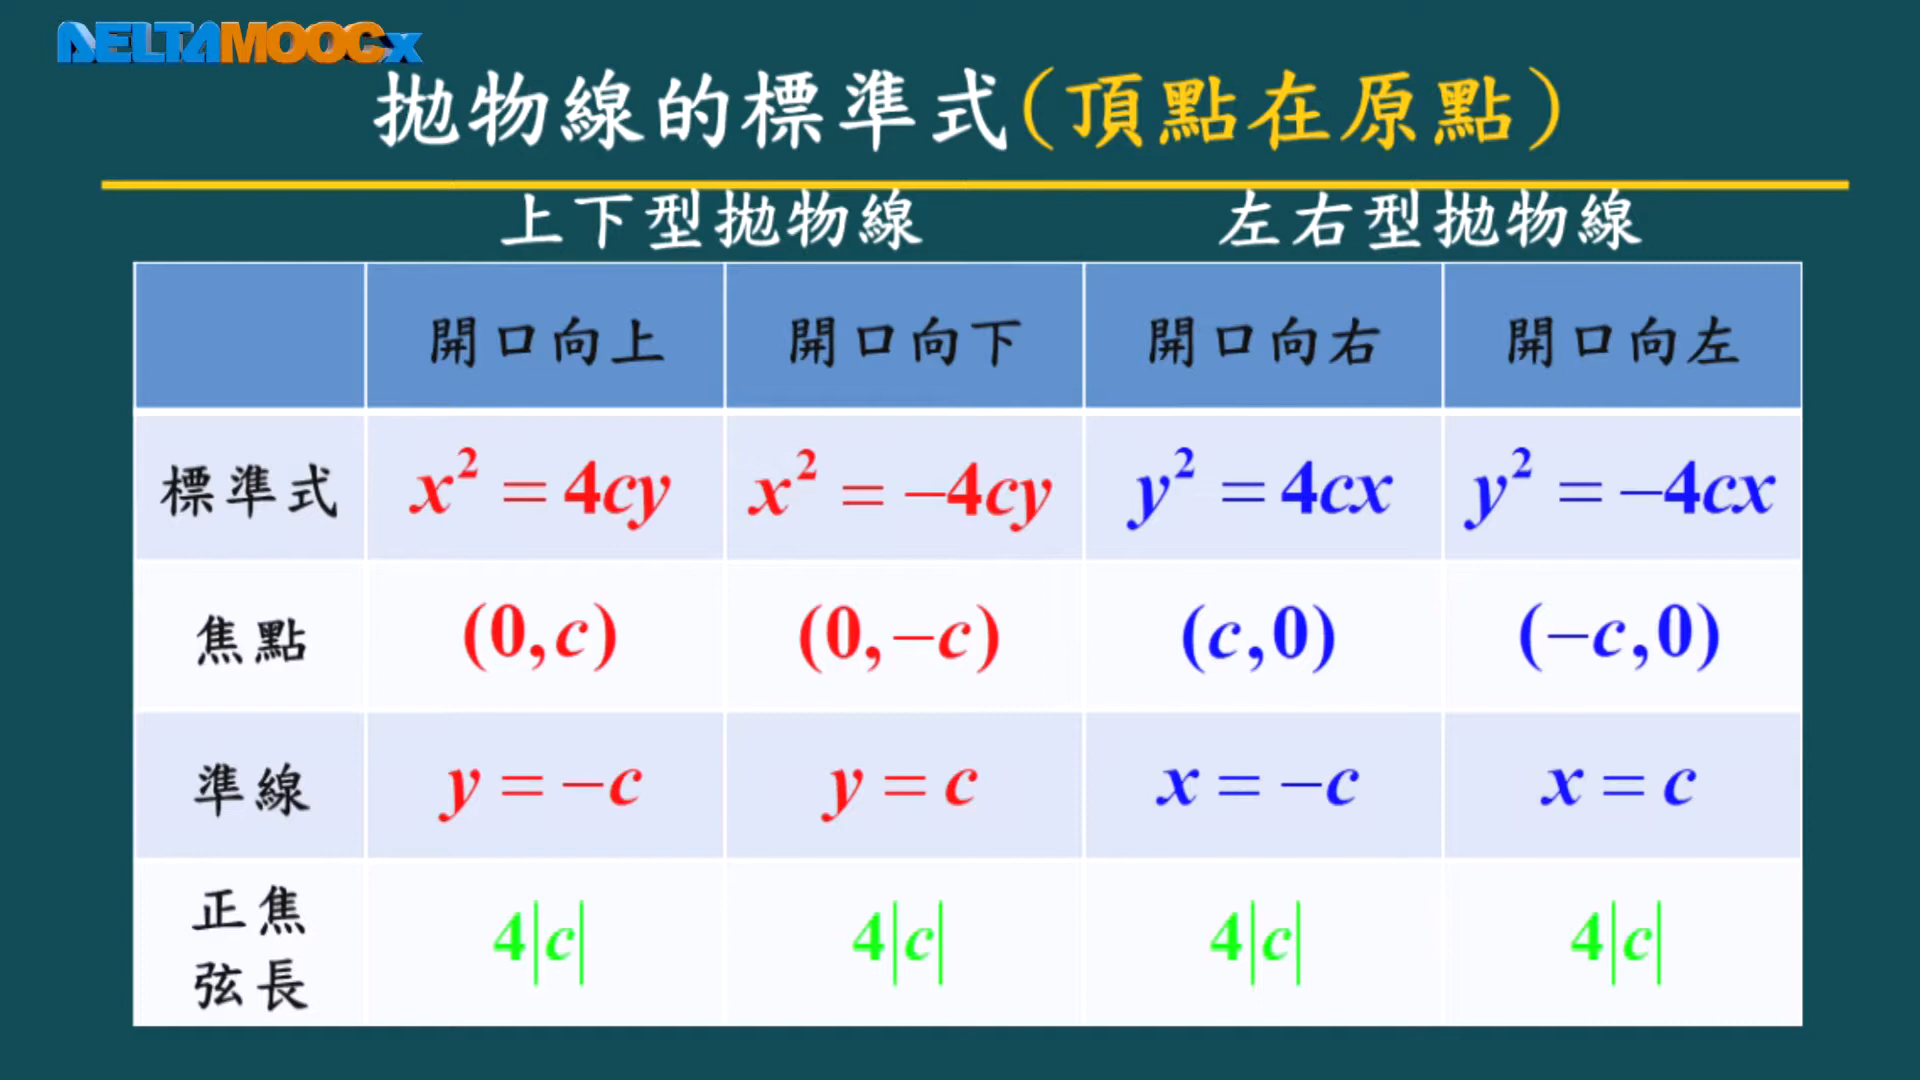 DELTAMOOCx
拋物線的標準式(頂點在原點)
上下型拋物線 左右型拋物線
開口向上 開口向下 開口向右 開口向左
標準式 x² = 4cy x² = −4cy y² = 4cx y² = −4cx
焦點 (0,c) (0,−c) (c,0) (−c,0)
準線 y = −c y = c x = −c x = c
正焦
弦長 4|c| 4|c| 4|c| 4|c|